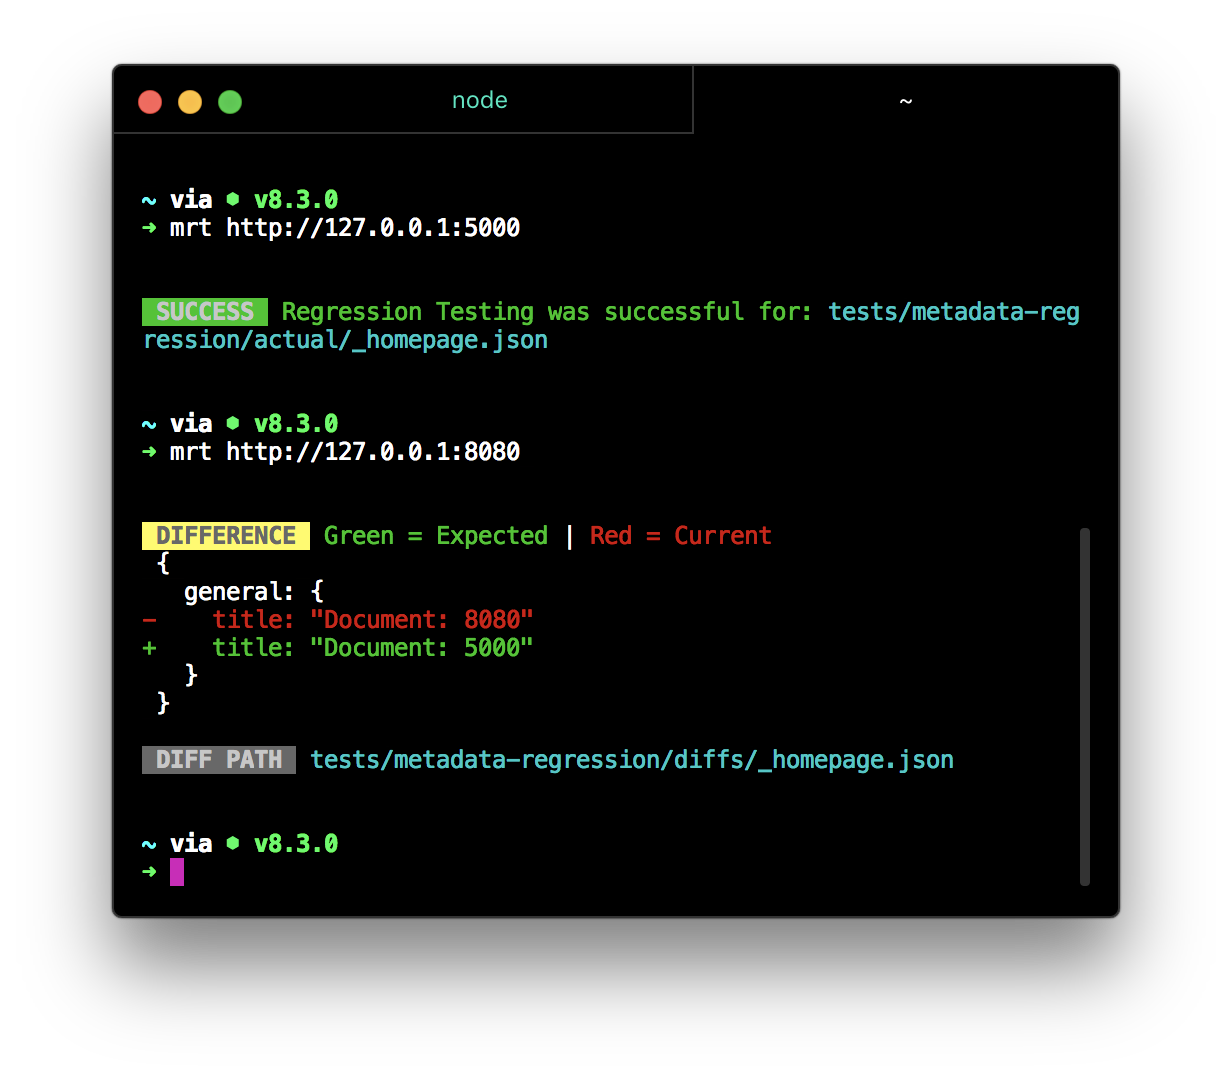 node ~
~ via ⬢ v8.3.0
➜ mrt http://127.0.0.1:5000
SUCCESS Regression Testing was successful for: tests/metadata-reg
ression/actual/_homepage.json
~ via ⬢ v8.3.0
➜ mrt http://127.0.0.1:8080
DIFFERENCE Green = Expected | Red = Current
{
general: {
- title: "Document: 8080"
+ title: "Document: 5000"
}
}
DIFF PATH tests/metadata-regression/diffs/_homepage.json
~ via ⬢ v8.3.0
➜